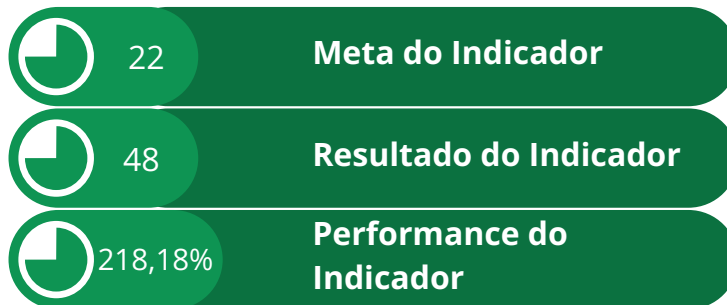 22
Meta do Indicador
48
Resultado do Indicador
218,18%
Performance do
Indicador